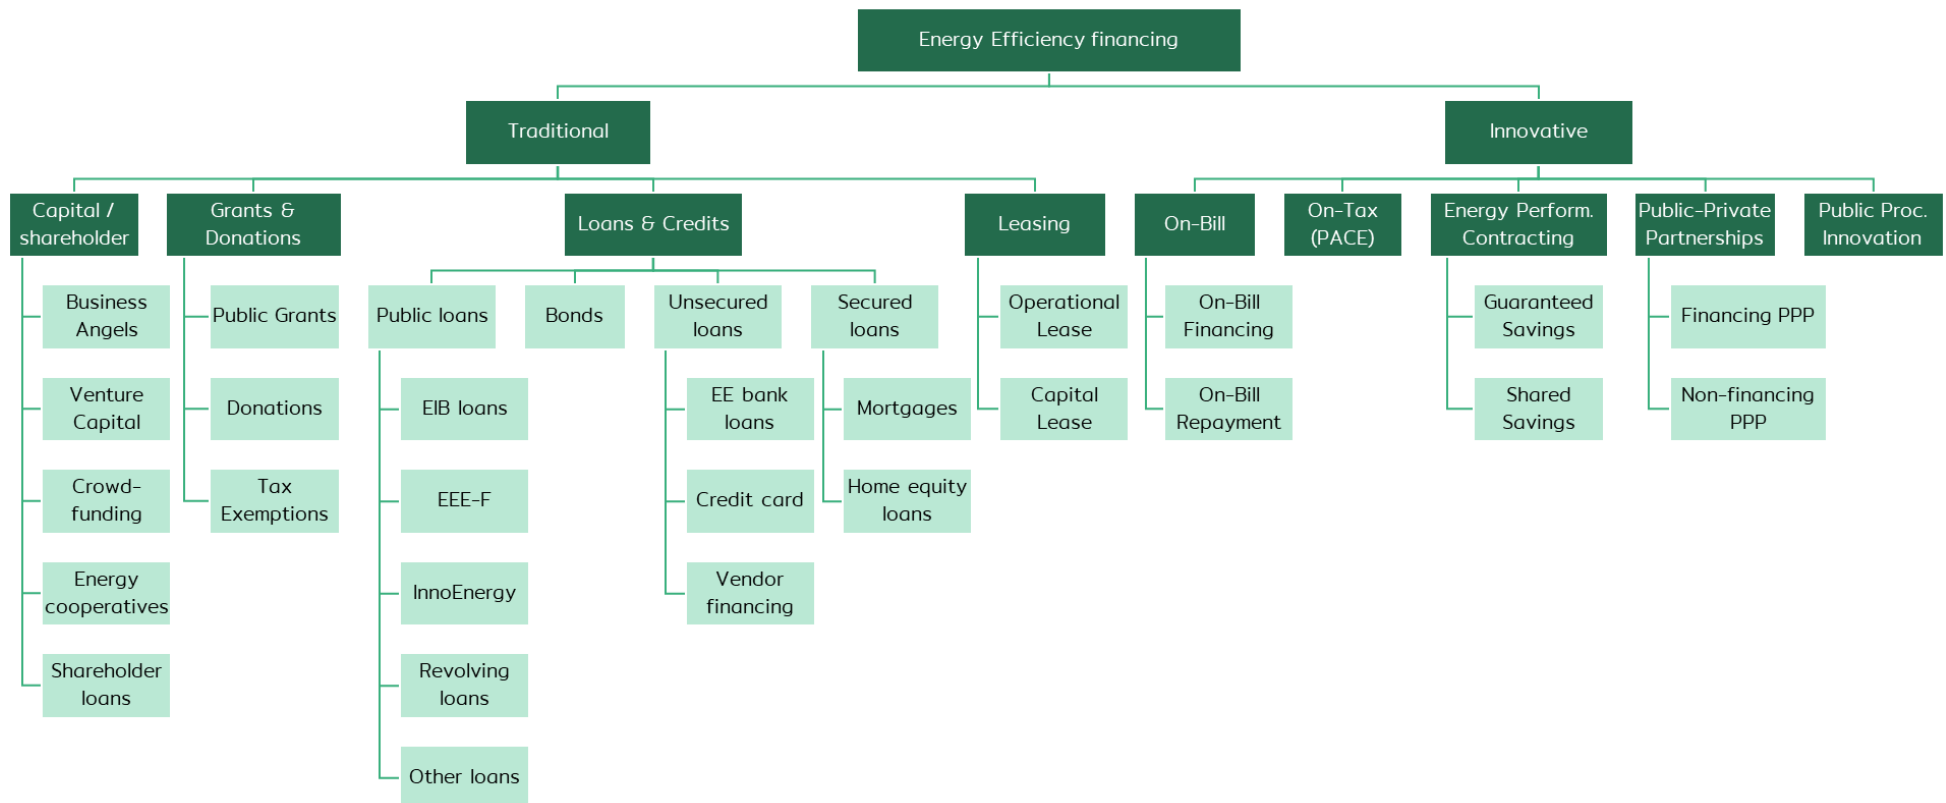 Energy Efficiency financing
Traditional
Innovative
Capital /
shareholder
Grants &
Donations
Loans & Credits
Leasing
On-Bill
On-Tax
(PACE)
Energy Perform.
Contracting
Public-Private
Partnerships
Public Proc.
Innovation
Business
Angels
Public Grants
Public loans
Bonds
Unsecured
loans
Secured
loans
Operational
Lease
On-Bill
Financing
Guaranteed
Savings
Financing PPP
Venture
Capital
Donations
EIB loans
EE bank
loans
Mortgages
Capital
Lease
On-Bill
Repayment
Shared
Savings
Non-financing
PPP
Crowd-
funding
Tax
Exemptions
EEE-F
Credit card
Home equity
loans
Energy
cooperatives
InnoEnergy
Vendor
financing
Shareholder
loans
Revolving
loans
Other loans